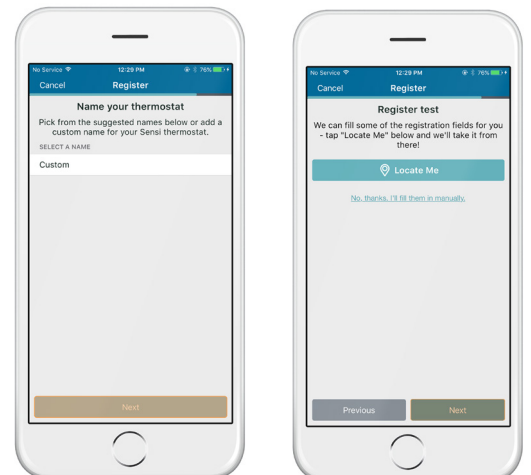 No Service 12:29 PM 76%
Cancel Register
Name your thermostat
Pick from the suggested names below or add a
custom name for your Sensi thermostat.
SELECT A NAME
Custom
Next
No Service 12:29 PM 76%
Cancel Register
Register test
We can fill some of the registration fields for you
- tap "Locate Me" below and we'll take it from
there!
Locate Me
No, thanks, I'll fill them in manually.
Previous Next